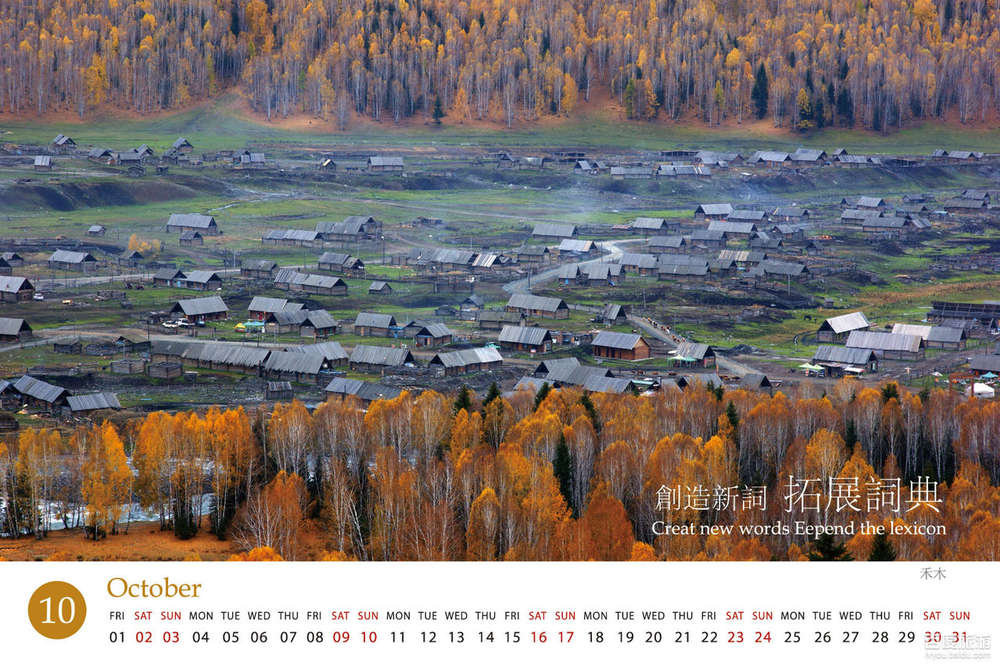 創造新詞 拓展詞典
Creat new words Eepend the lexicon
禾木
10
October
FRI SAT SUN MON TUE WED THU FRI SAT SUN MON TUE WED THU FRI SAT SUN MON TUE WED THU FRI SAT SUN MON TUE WED THU FRI SAT SUN
01 02 03 04 05 06 07 08 09 10 11 12 13 14 15 16 17 18 19 20 21 22 23 24 25 26 27 28 29 30 31